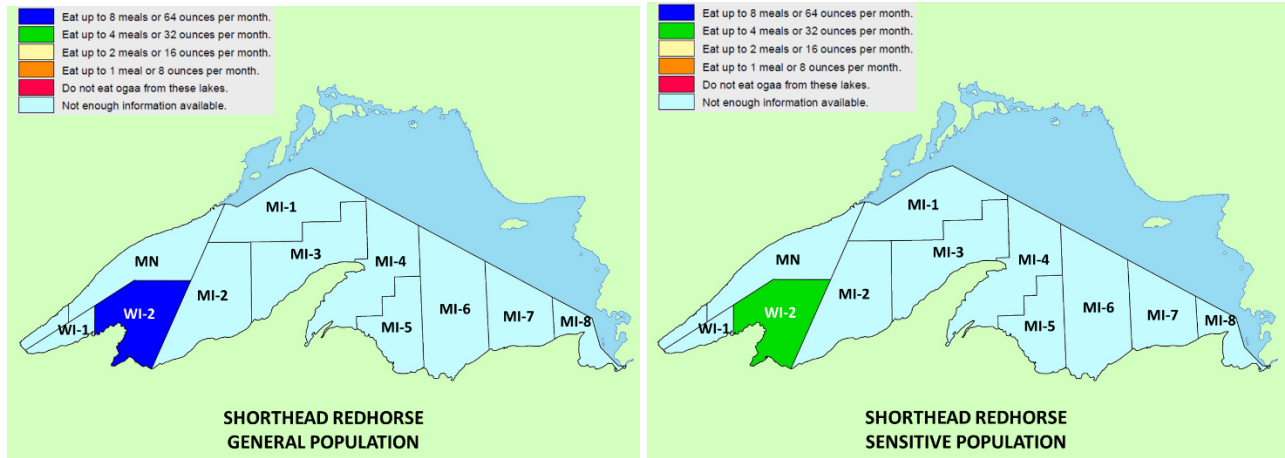 Eat up to 8 meals or 64 ounces per month.
Eat up to 4 meals or 32 ounces per month.
Eat up to 2 meals or 16 ounces per month.
Eat up to 1 meal or 8 ounces per month.
Do not eat ogaa from these lakes.
Not enough information available.
MI-1
MI-3
MN
MI-4
MI-2
WI-2
MI-6
MI-7
MI-8
WI-1
MI-5
SHORTHEAD REDHORSE
GENERAL POPULATION
Eat up to 8 meals or 64 ounces per month.
Eat up to 4 meals or 32 ounces per month.
Eat up to 2 meals or 16 ounces per month.
Eat up to 1 meal or 8 ounces per month.
Do not eat ogaa from these lakes.
Not enough information available.
MI-1
MI-3
MN
MI-4
MI-2
WI-2
MI-6
MI-7
MI-8
WI-1
MI-5
SHORTHEAD REDHORSE
SENSITIVE POPULATION